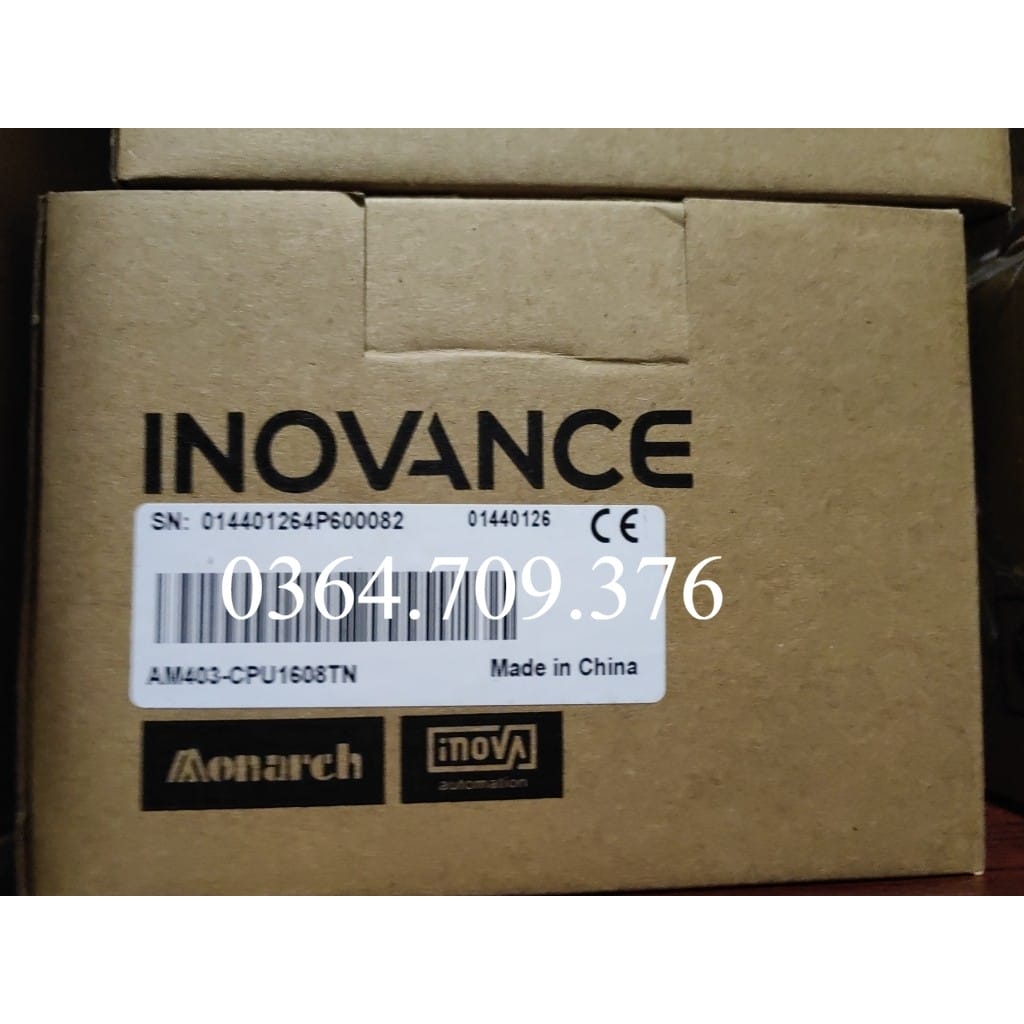 INOVANCE
SN: 014401264P600082 01440126 CE
0364.709.376
AM403-CPU1608TN Made in China
Monarch inova
automation